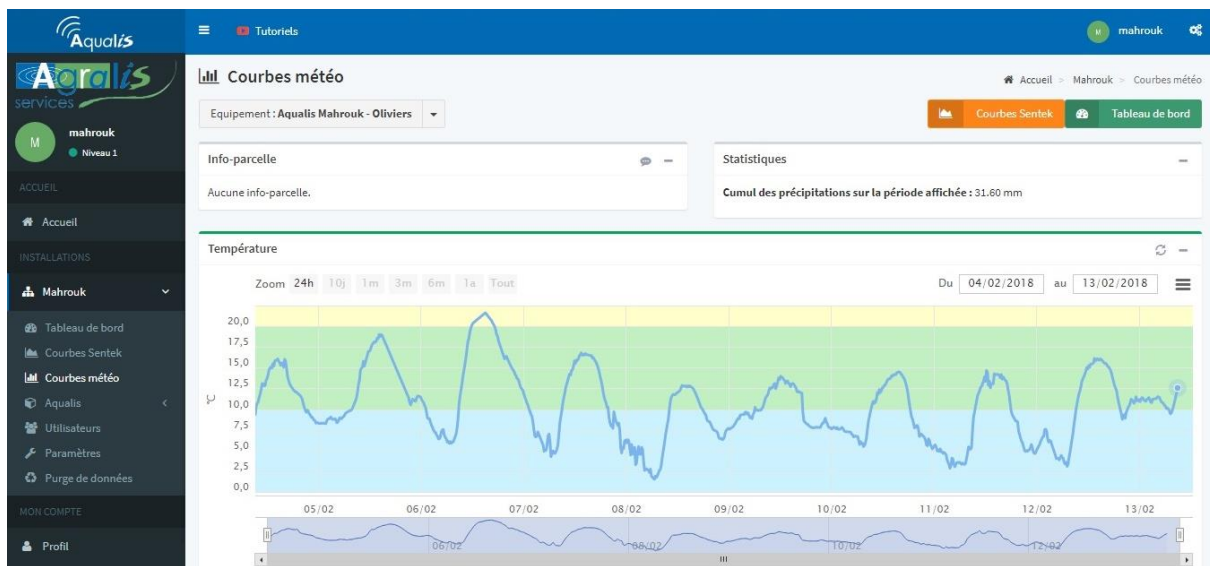 Aqualis
Tutoriels
M mahrouk
Agralis
services
M
mahrouk
Niveau 1
ACCUEIL
Accueil
INSTALLATIONS
Mahrouk
Tableau de bord
Courbes Sentek
Courbes météo
Aqualis
Utilisateurs
Paramètres
Purge de données
MON COMPTE
Profil
Courbes météo
Accueil > Mahrouk > Courbes météo
Equipement : Aqualis Mahrouk - Oliviers
Courbes Sentek
Tableau de bord
Info-parcelle
Aucune info-parcelle.
Statistiques
Cumul des précipitations sur la période affichée : 31.60 mm
Température
Zoom 24h 10j 1m 3m 6m 1a Tout
Du 04/02/2018 au 13/02/2018
°C
20,0
17,5
15,0
12,5
10,0
7,5
5,0
2,5
0,0
05/02 06/02 07/02 08/02 09/02 10/02 11/02 12/02 13/02
06/02 08/02 10/02 12/02